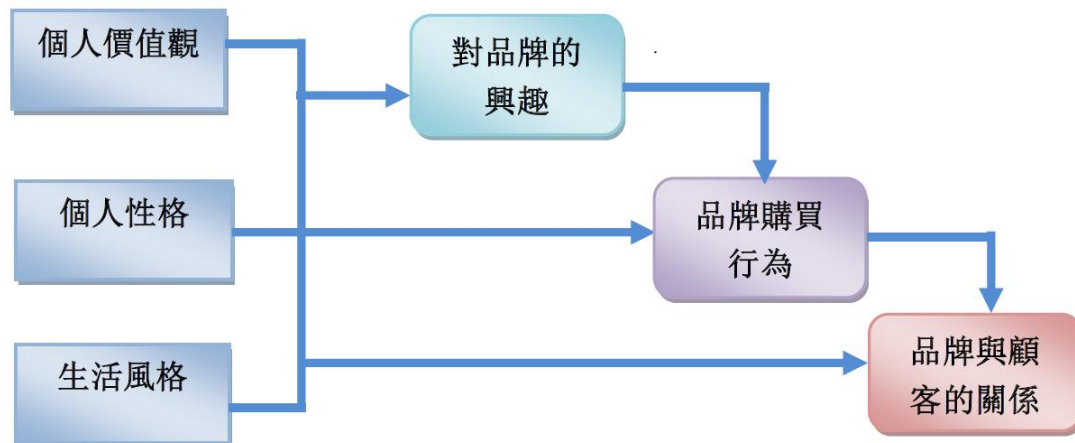 個人價值觀
對品牌的
興趣
個人性格
品牌購買
行為
生活風格
品牌與顧
客的關係